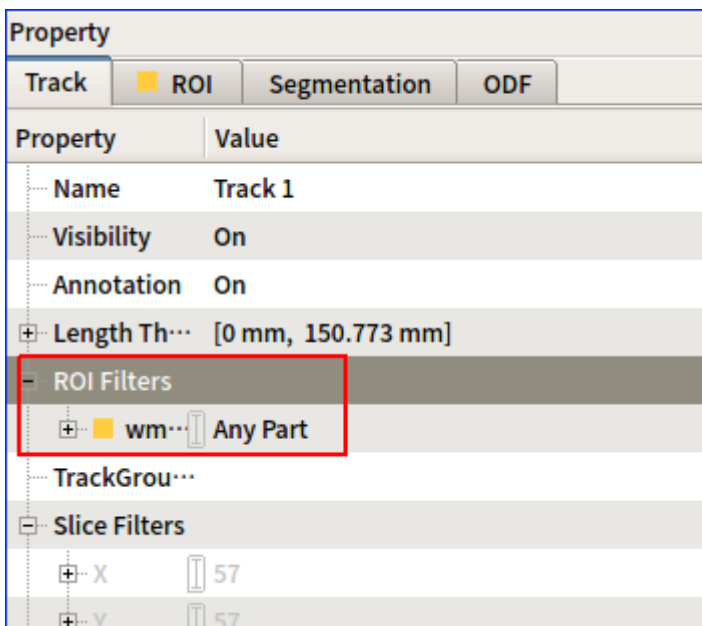 Property
Track ROI Segmentation ODF
Property Value
Name Track 1
Visibility On
Annotation On
Length Th··· [0 mm, 150.773 mm]
ROI Filters
wm··· Any Part
TrackGrou···
Slice Filters
X 57
Y 57